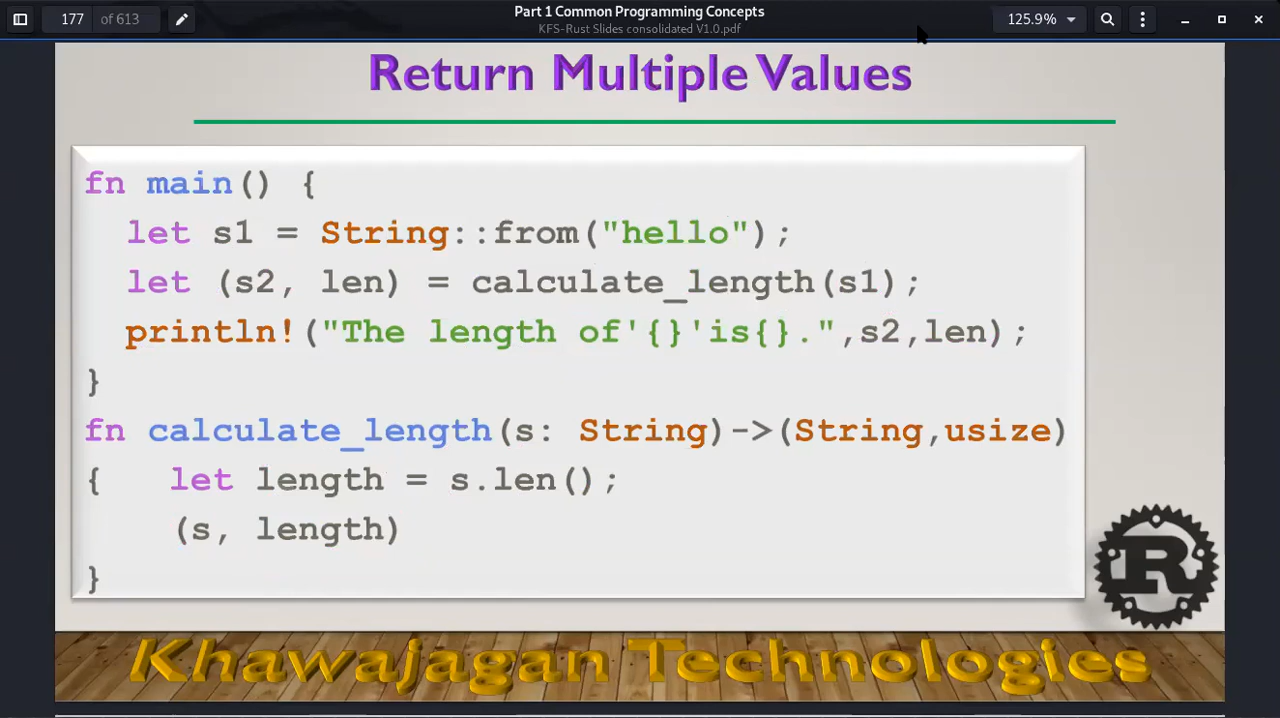 177 of 613
Part 1 Common Programming Concepts
KFS-Rust Slides consolidated V1.0.pdf
125.9%
Return Multiple Values
fn main() {
let s1 = String::from("hello");
let (s2, len) = calculate_length(s1);
println!("The length of'{}'is{}.",s2,len);
}
fn calculate_length(s: String)->(String,usize)
{ let length = s.len();
(s, length)
}
R
Khawajagan Technologies